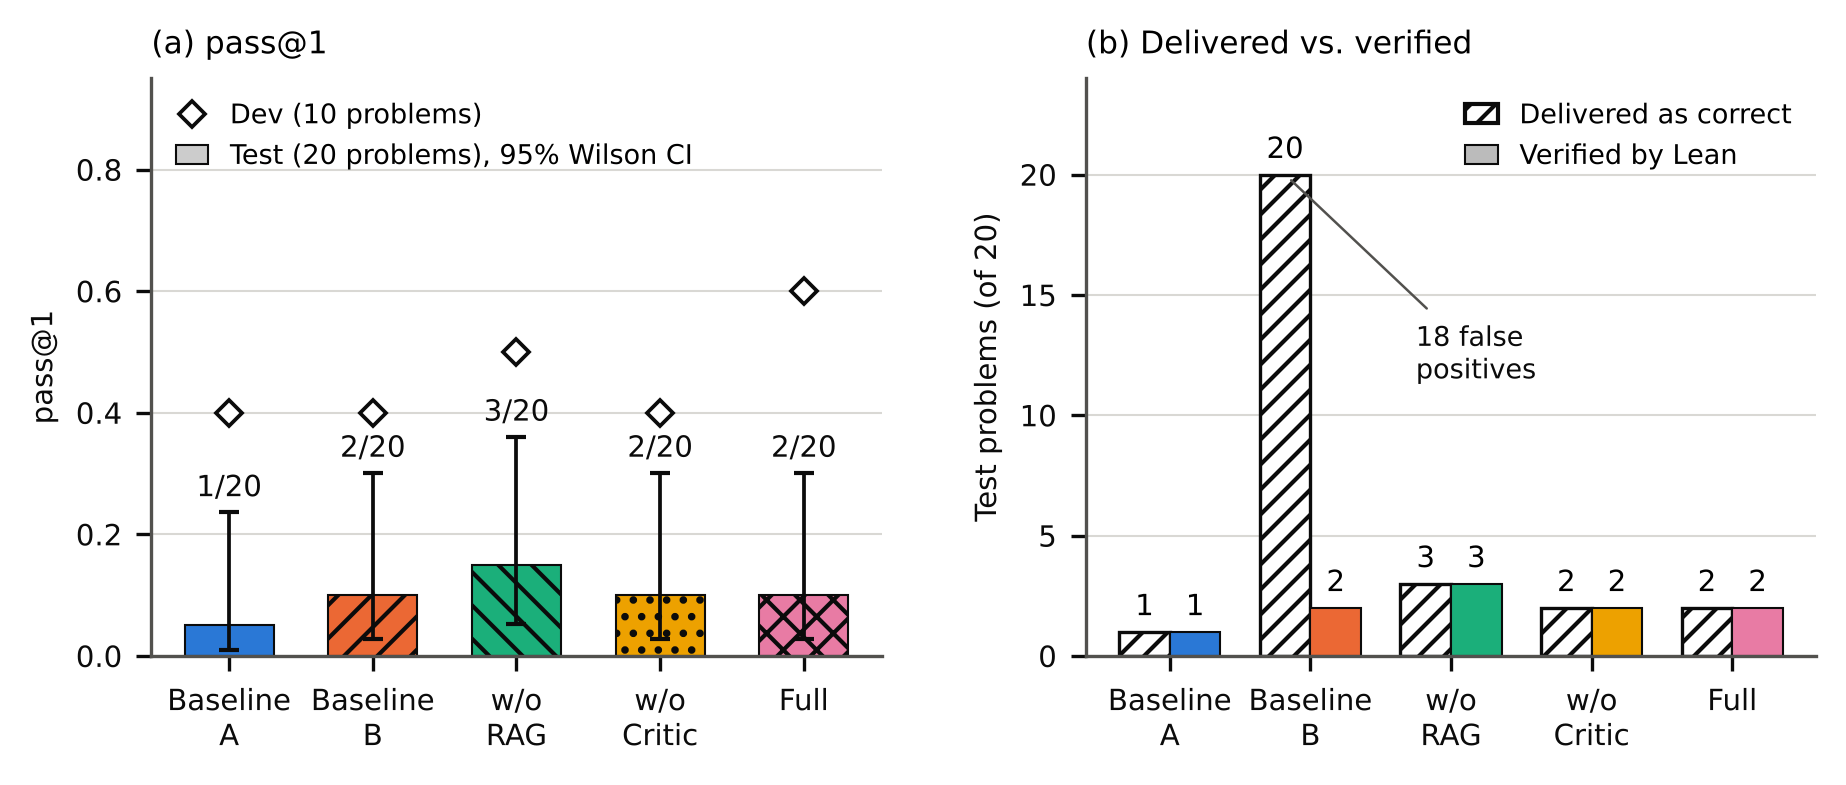 (a) pass@1
Dev (10 problems)
Test (20 problems), 95% Wilson CI
pass@1
0.8
0.6
0.4
0.2
0.0
1/20
2/20
3/20
2/20
2/20
Baseline
A
Baseline
B
w/o
RAG
w/o
Critic
Full
(b) Delivered vs. verified
Delivered as correct
Verified by Lean
Test problems (of 20)
20
15
10
5
0
1
1
20
2
3
3
2
2
2
2
18 false
positives
Baseline
A
Baseline
B
w/o
RAG
w/o
Critic
Full